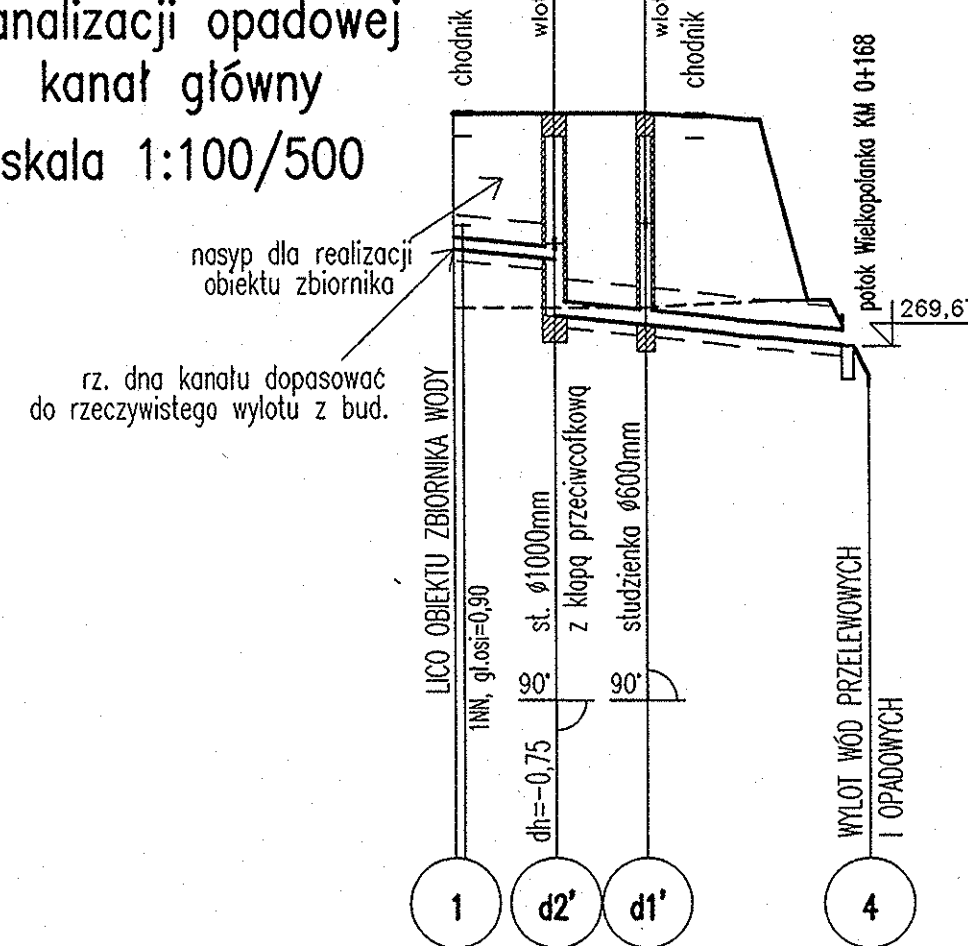 analizacji opadowej
kanał główny
skala 1:100/500
chodnik
chodnik
potok Wielkopolanka KM 0+168
nasyp dla realizacji
obiektu zbiornika
rz. dna kanału dopasować
do rzeczywistego wylotu z bud.
LICO OBIEKTU ZBIORNIKA WODY
1NN, gł.osi=0,90
st. ø1000mm
z klapą przeciwcofkową
studzienka ø600mm
90°
90°
dh=-0,75
WYLOT WÓD PRZELEWOWYCH
I OPADOWYCH
1
d2'
d1'
4